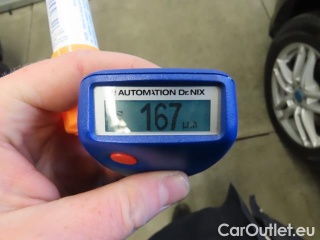 AUTOMATION Dr. NIX
167
CarOutlet.eu